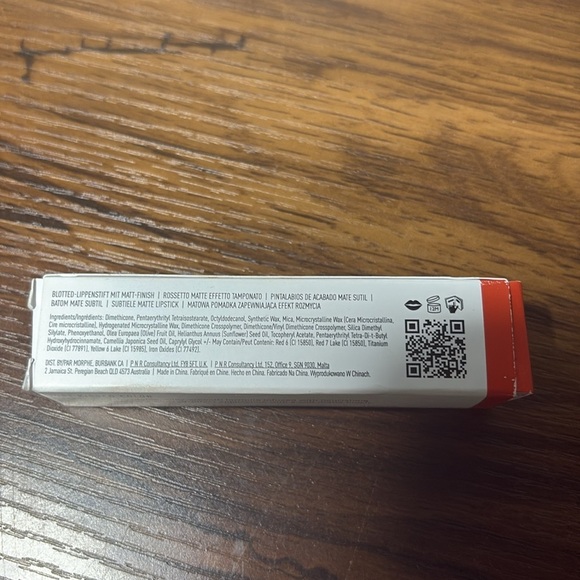 BLOTTED-LIPPENSTIFT MIT MATT-FINISH | ROSSETTO MATTE EFFETTO TAMPONATO | PINTALABIOS DE ACABADO MATE SUTIL |
BATOM MATE SUBTIL | SUBTIELE MATTE LIPSTICK | MATOWA POMADKA ZAPEWNIAJĄCA EFEKT ROZMYCIA
Ingredients/Ingrédients: Dimethicone, Pentaerythrityl Tetraisostearate, Octyldodecanol, Synthetic Wax, Mica, Microcrystalline Wax (Cera Microcristallina,
Cire microcristalline), Hydrogenated Microcrystalline Wax, Dimethicone Crosspolymer, Dimethicone/Vinyl Dimethicone Crosspolymer, Silica Dimethyl
Silylate, Phenoxyethanol, Olea Europaea (Olive) Fruit Oil, Helianthus Annuus (Sunflower) Seed Oil, Tocopheryl Acetate, Pentaerythrityl Tetra-Di-t-Butyl
Hydroxyhydrocinnamate, Camellia Japonica Seed Oil, Caprylyl Glycol +/- May Contain/Peut Contenir: Red 6 (CI 15850), Red 7 Lake (CI 15850), Titanium
Dioxide (CI 77891), Yellow 6 Lake (CI 15985), Iron Oxides (CI 77492).
DIST. BY/PAR MORPHE, BURBANK CA | P N R Consultancy Ltd. FY8 5FT, U.K. | P N R Consultancy Ltd. 152, Office 9, SGN 9030, Malta
2 Jamaica St. Peregian Beach QLD 4573 Australia | Made in China. Fabriqué en Chine. Hecho en China. Fabricado Na China. Wyprodukowano W Chinach.